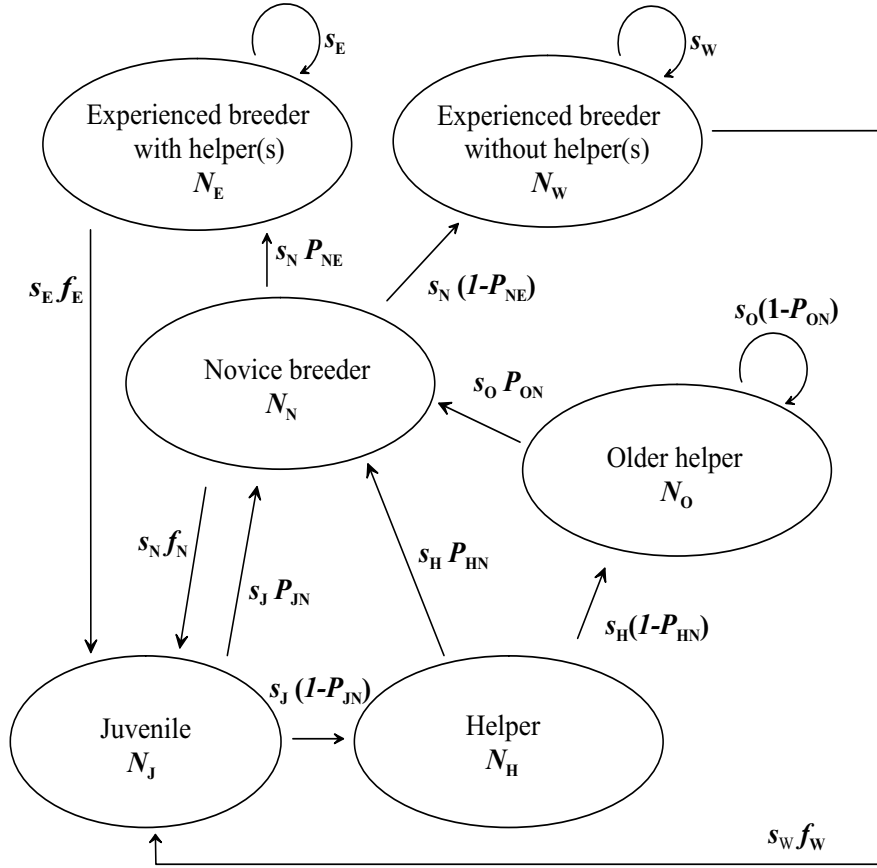 s_E
s_W
Experienced breeder
with helper(s)
N_E
Experienced breeder
without helper(s)
N_W
s_N P_NE
s_E f_E
s_N (1-P_NE)
s_O(1-P_ON)
Novice breeder
N_N
s_O P_ON
Older helper
N_O
s_N f_N
s_J P_JN
s_H P_HN
s_H(1-P_HN)
s_J (1-P_JN)
Juvenile
N_J
Helper
N_H
s_W f_W